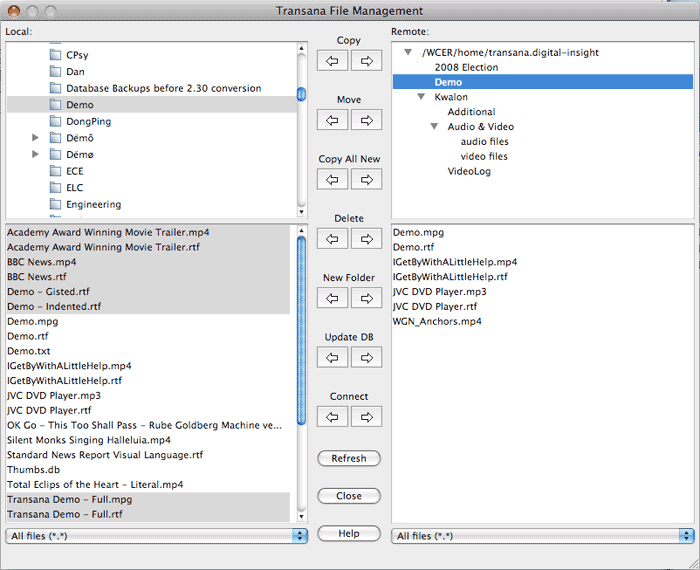 Transana File Management
Local:
CPsy
Dan
Database Backups before 2.30 conversion
Demo
DongPing
Dëmô
Dëmø
ECE
ELC
Engineering
Academy Award Winning Movie Trailer.mp4
Academy Award Winning Movie Trailer.rtf
BBC News.mp4
BBC News.rtf
Demo - Gisted.rtf
Demo - Indented.rtf
Demo.mpg
Demo.rtf
Demo.txt
IGetByWithALittleHelp.mp4
IGetByWithALittleHelp.rtf
JVC DVD Player.mp3
JVC DVD Player.rtf
OK Go - This Too Shall Pass - Rube Goldberg Machine ve...
Silent Monks Singing Halleluia.mp4
Standard News Report Visual Language.rtf
Thumbs.db
Total Eclips of the Heart - Literal.mp4
Transana Demo - Full.mpg
Transana Demo - Full.rtf
All files (*.*)
Copy
Move
Copy All New
Delete
New Folder
Update DB
Connect
Refresh
Close
Help
Remote:
/WCER/home/transana.digital-insight
2008 Election
Demo
Kwalon
Additional
Audio & Video
audio files
video files
VideoLog
Demo.mpg
Demo.rtf
IGetByWithALittleHelp.mp4
IGetByWithALittleHelp.rtf
JVC DVD Player.mp3
JVC DVD Player.rtf
WGN_Anchors.mp4
All files (*.*)